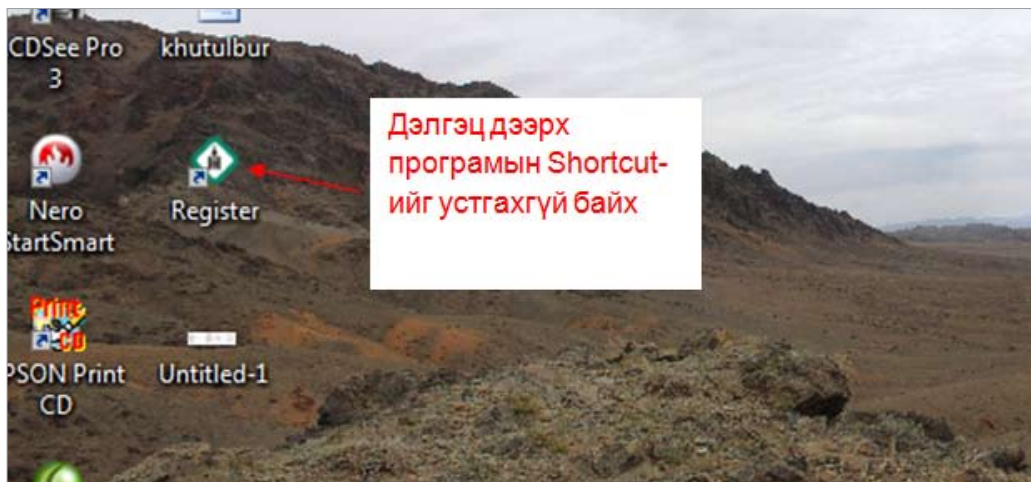 CDSee Pro
3
khutulbur
Дэлгэц дээрх
програмын Shortcut-
ийг устгахгүй байх
Nero
StartSmart
Register
Print
CD
PSON Print
CD
Untitled-1